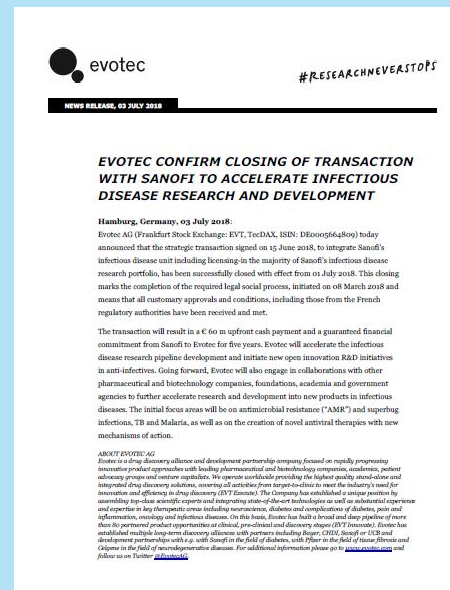 evotec
#RESEARCHNEVERSTOPS
NEWS RELEASE, 03 JULY 2018
EVOTEC CONFIRM CLOSING OF TRANSACTION
WITH SANOFI TO ACCELERATE INFECTIOUS
DISEASE RESEARCH AND DEVELOPMENT
Hamburg, Germany, 03 July 2018:
Evotec AG (Frankfurt Stock Exchange: EVT, TecDAX, ISIN: DE0005664809) today
announced that the strategic transaction signed on 15 June 2018, to integrate Sanofi's
infectious disease unit including licensing-in the majority of Sanofi's infectious disease
research portfolio, has been successfully closed with effect from 01 July 2018. This closing
marks the completion of the required legal social process, initiated on 08 March 2018 and
means that all customary approvals and conditions, including those from the French
regulatory authorities have been received and met.
The transaction will result in a € 60 m upfront cash payment and a guaranteed financial
commitment from Sanofi to Evotec for five years. Evotec will accelerate the infectious
disease research pipeline development and initiate new open innovation R&D initiatives
in anti-infectives. Going forward, Evotec will also engage in collaborations with other
pharmaceutical and biotechnology companies, foundations, academia and government
agencies to further accelerate research and development into new products in infectious
diseases. The initial focus areas will be on antimicrobial resistance ("AMR") and superbug
infections, TB and Malaria, as well as on the creation of novel antiviral therapies with new
mechanisms of action.
ABOUT EVOTEC AG
Evotec is a drug discovery alliance and development partnership company focused on rapidly progressing
innovative product approaches with leading pharmaceutical and biotechnology companies, academics, patient
advocacy groups and venture capitalists. We operate worldwide providing the highest quality stand-alone and
integrated drug discovery solutions, covering all activities from target-to-clinic to meet the industry's need for
innovation and efficiency in drug discovery (EVT Execute). The Company has established a unique position by
assembling top-class scientific experts and integrating state-of-the-art technologies as well as substantial experience
and expertise in key therapeutic areas including neuroscience, diabetes and complications of diabetes, pain and
inflammation, oncology and infectious diseases. On this basis, Evotec has built a broad and deep pipeline of more
than 80 partnered product opportunities at clinical, pre-clinical and discovery stages (EVT Innovate). Evotec has
established multiple long-term discovery alliances with partners including Bayer, CHDI, Sanofi or UCB and
development partnerships with e.g. with Sanofi in the field of diabetes, with Pfizer in the field of tissue fibrosis and
Celgene in the field of neurodegenerative diseases. For additional information please go to www.evotec.com and
follow us on Twitter @EvotecAG.